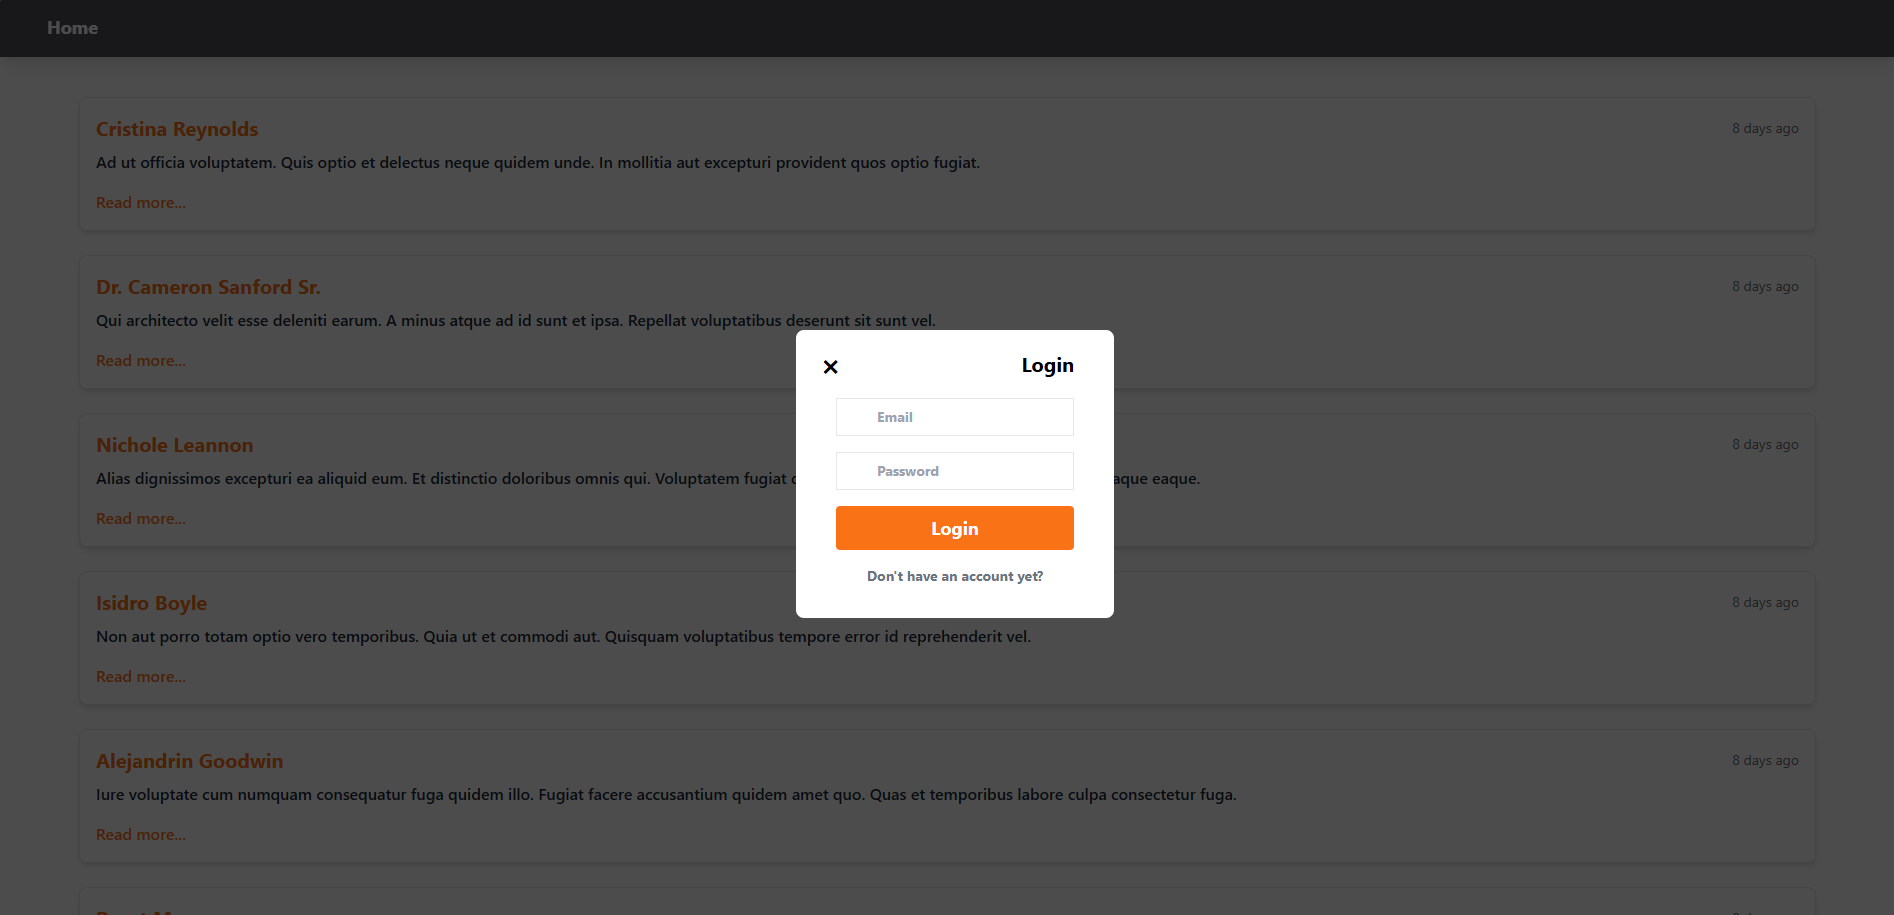 Home
Cristina Reynolds
8 days ago
Ad ut officia voluptatem. Quis optio et delectus neque quidem unde. In mollitia aut excepturi provident quos optio fugiat.
Read more...
Dr. Cameron Sanford Sr.
8 days ago
Qui architecto velit esse deleniti earum. A minus atque ad id sunt et ipsa. Repellat voluptatibus deserunt sit sunt vel.
Read more...
Login
Email
Password
Login
Don't have an account yet?
Nichole Leannon
8 days ago
Alias dignissimos excepturi ea aliquid eum. Et distinctio doloribus omnis qui. Voluptatem fugiat eaque.
Read more...
Isidro Boyle
8 days ago
Non aut porro totam optio vero temporibus. Quia ut et commodi aut. Quisquam voluptatibus tempore error id reprehenderit vel.
Read more...
Alejandrin Goodwin
8 days ago
Iure voluptate cum numquam consequatur fuga quidem illo. Fugiat facere accusantium quidem amet quo. Quas et temporibus labore culpa consectetur fuga.
Read more...